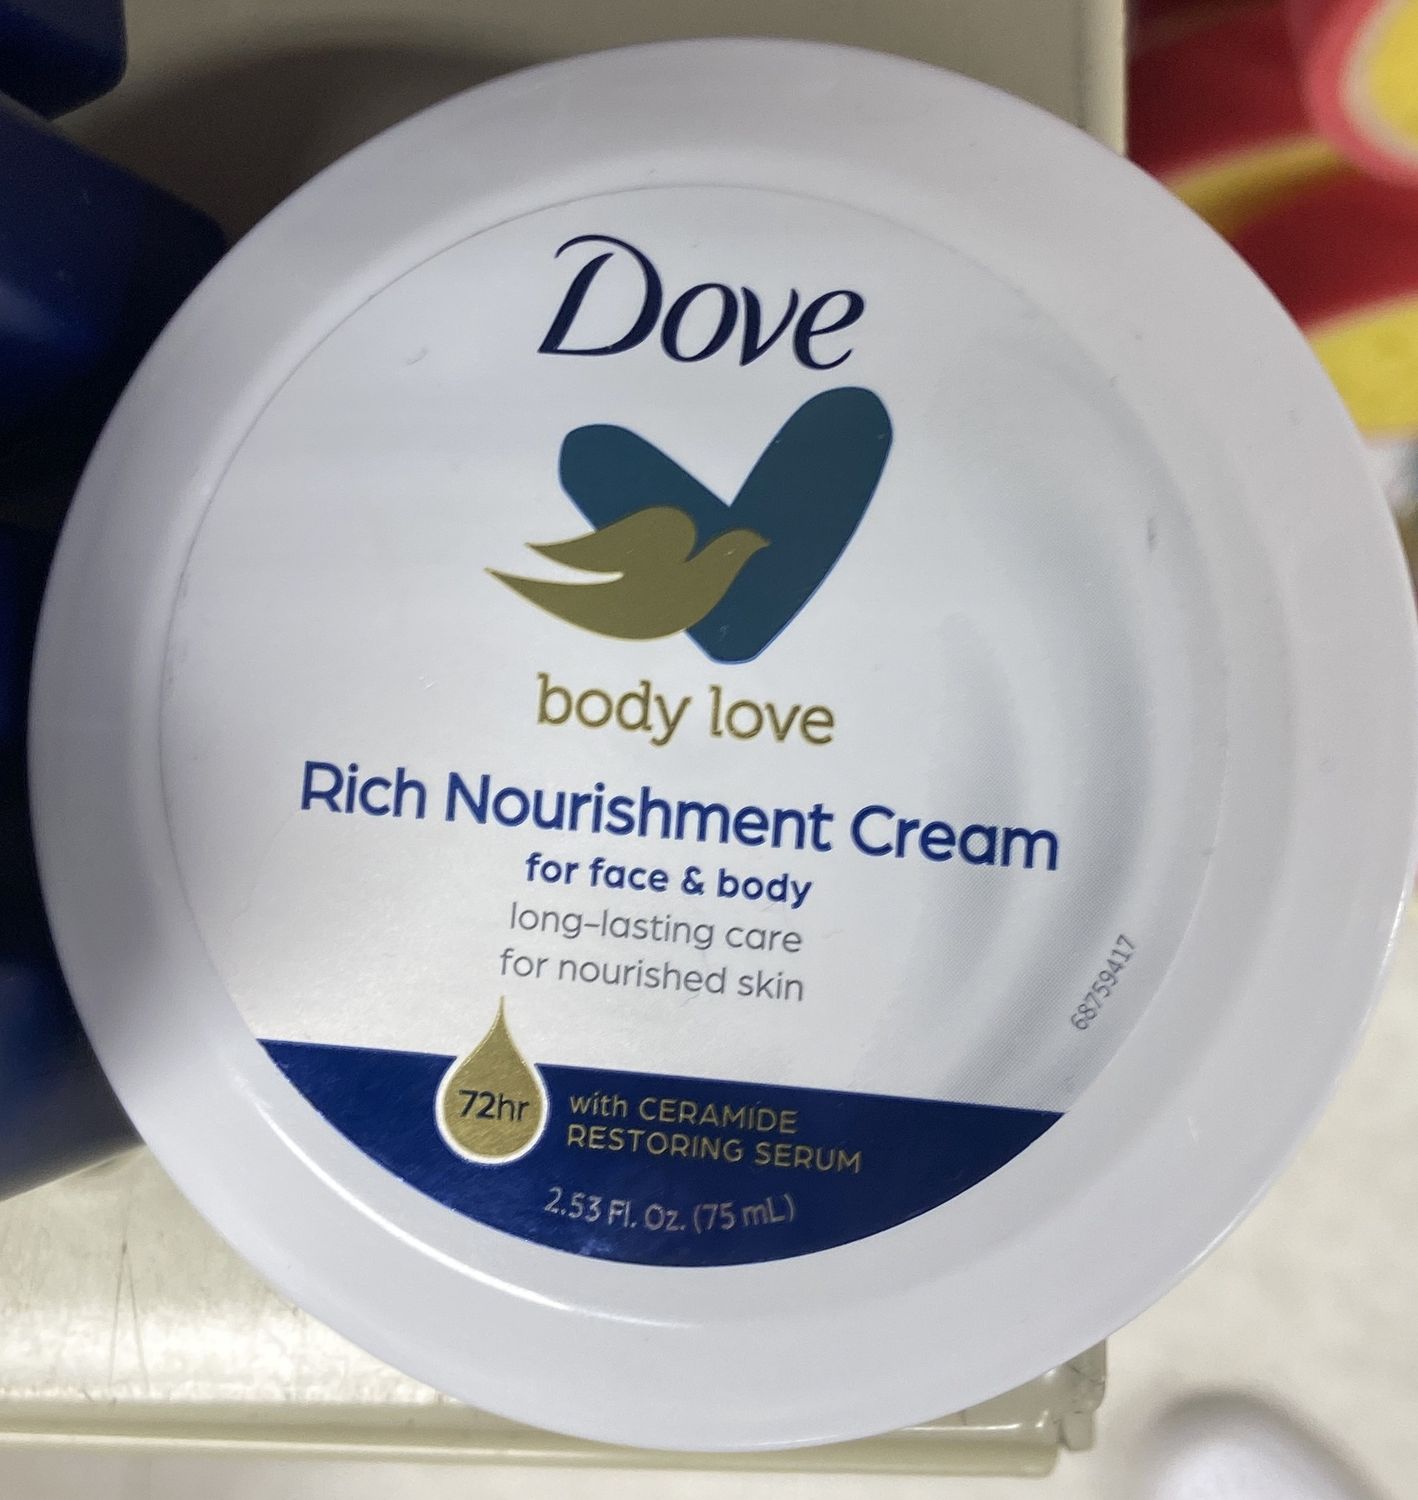 Dove
body love
Rich Nourishment Cream
for face & body
long-lasting care
for nourished skin
72hr
with CERAMIDE
RESTORING SERUM
2.53 Fl. Oz. (75 mL)
68759417